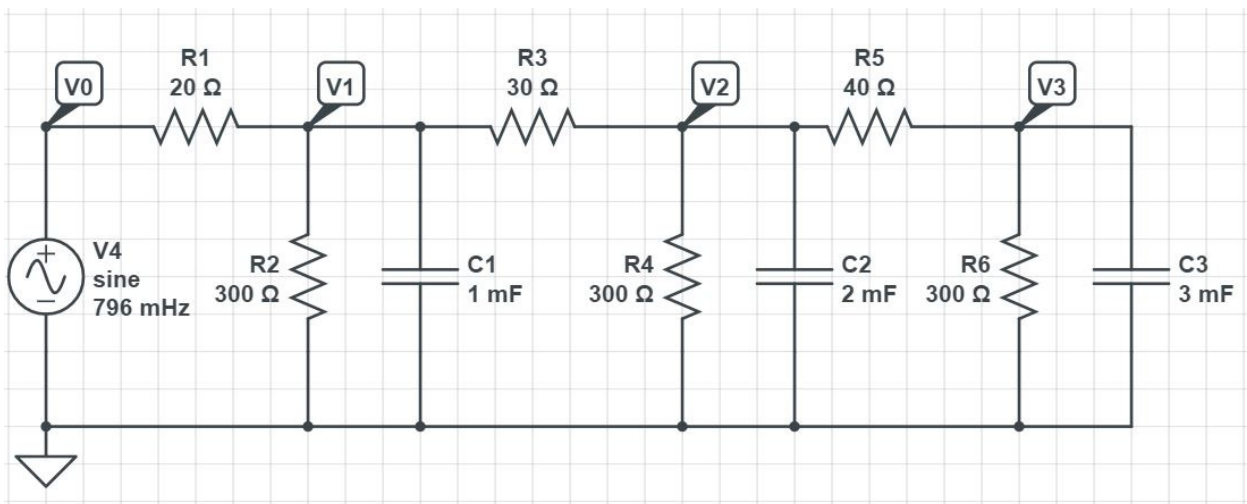 V0
R1
20 Ω
V1
R3
30 Ω
V2
R5
40 Ω
V3
V4
sine
796 mHz
R2
300 Ω
C1
1 mF
R4
300 Ω
C2
2 mF
R6
300 Ω
C3
3 mF